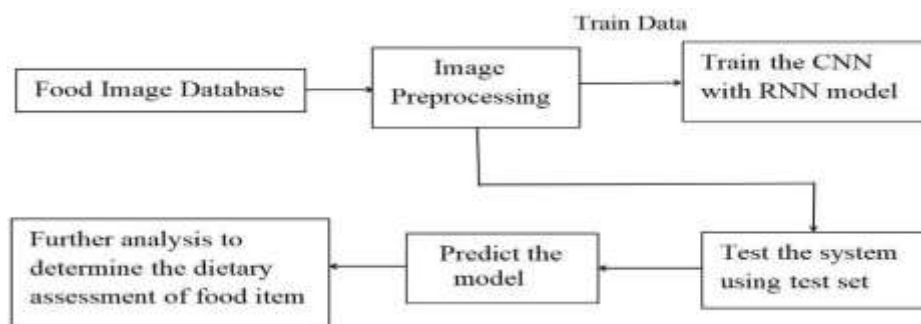 Train Data
Food Image Database
Image
Preprocessing
Train the CNN
with RNN model
Further analysis to
determine the dietary
assessment of food item
Predict the
model
Test the system
using test set